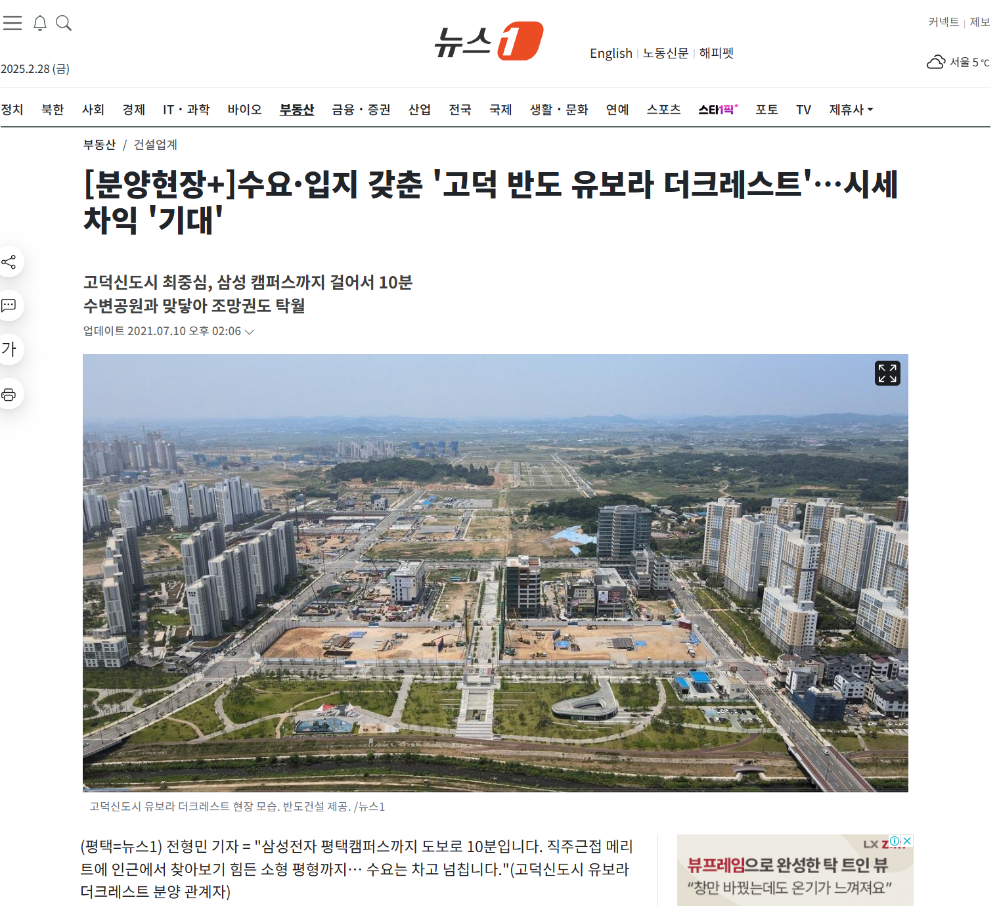 뉴스1
English
노동신문
해피펫
커넥트
제보
2025.2.28 (금)
서울 5 ℃
정치 북한 사회 경제 IT·과학 바이오 부동산 금융·증권 산업 전국 국제 생활·문화 연예 스포츠 스타1픽* 포토 TV 제휴사
부동산 / 건설업계
[분양현장+]수요·입지 갖춘 '고덕 반도 유보라 더크레스트'…시세
차익 '기대'
고덕신도시 최중심, 삼성 캠퍼스까지 걸어서 10분
수변공원과 맞닿아 조망권도 탁월
업데이트 2021.07.10 오후 02:06
가
고덕신도시 유보라 더크레스트 현장 모습. 반도건설 제공. /뉴스1
(평택=뉴스1) 전형민 기자 = "삼성전자 평택캠퍼스까지 도보로 10분입니다. 직주근접 메리
트에 인근에서 찾아보기 힘든 소형 평형까지… 수요는 차고 넘칩니다."(고덕신도시 유보라
더크레스트 분양 관계자)
LX
뷰프레임으로 완성한 탁 트인 뷰
“창만 바꿨는데도 온기가 느껴져요”